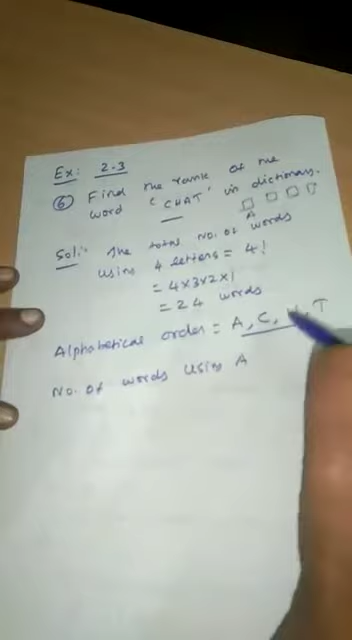 Ex: 2.3
⑥ Find the rank of the
word "CHAT" in dictionary.
A
Sol: The total no. of words
using 4 letters = 4!
= 4×3×2×1
= 24 words
Alphabetical order = A, C, H, T
No. of words using A